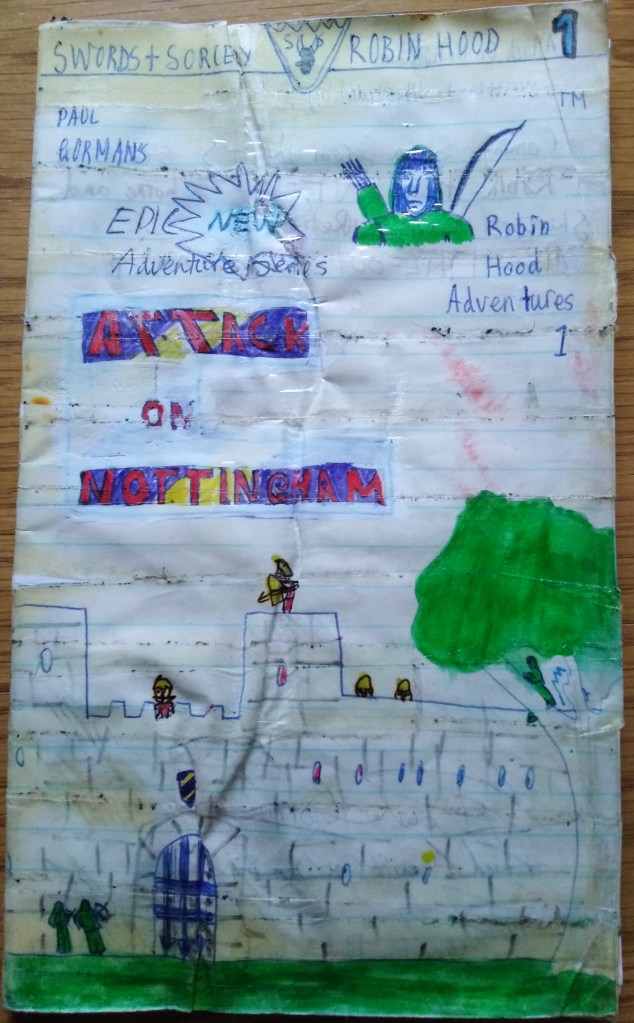 SWORDS + SORCERY
S
ROBIN HOOD
1
TM
PAUL
GORMANS
EPIC NEW
Adventure Series
Robin
Hood
Adventures
1
ATTACK
ON
NOTTINGHAM